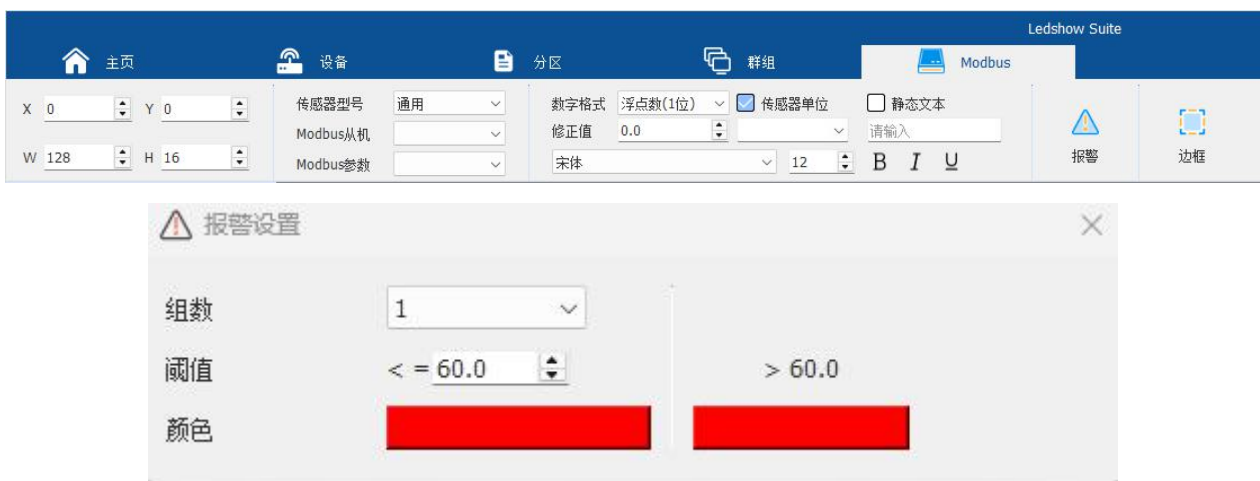 Ledshow Suite
主页 设备 分区 群组 Modbus
X 0 Y 0 传感器型号 通用 数字格式 浮点数(1位) 传感器单位 静态文本
Modbus从机 修正值 0.0 请输入
W 128 H 16 Modbus参数 宋体 12 B I U 报警 边框
报警设置
组数 1
阈值 < = 60.0 > 60.0
颜色